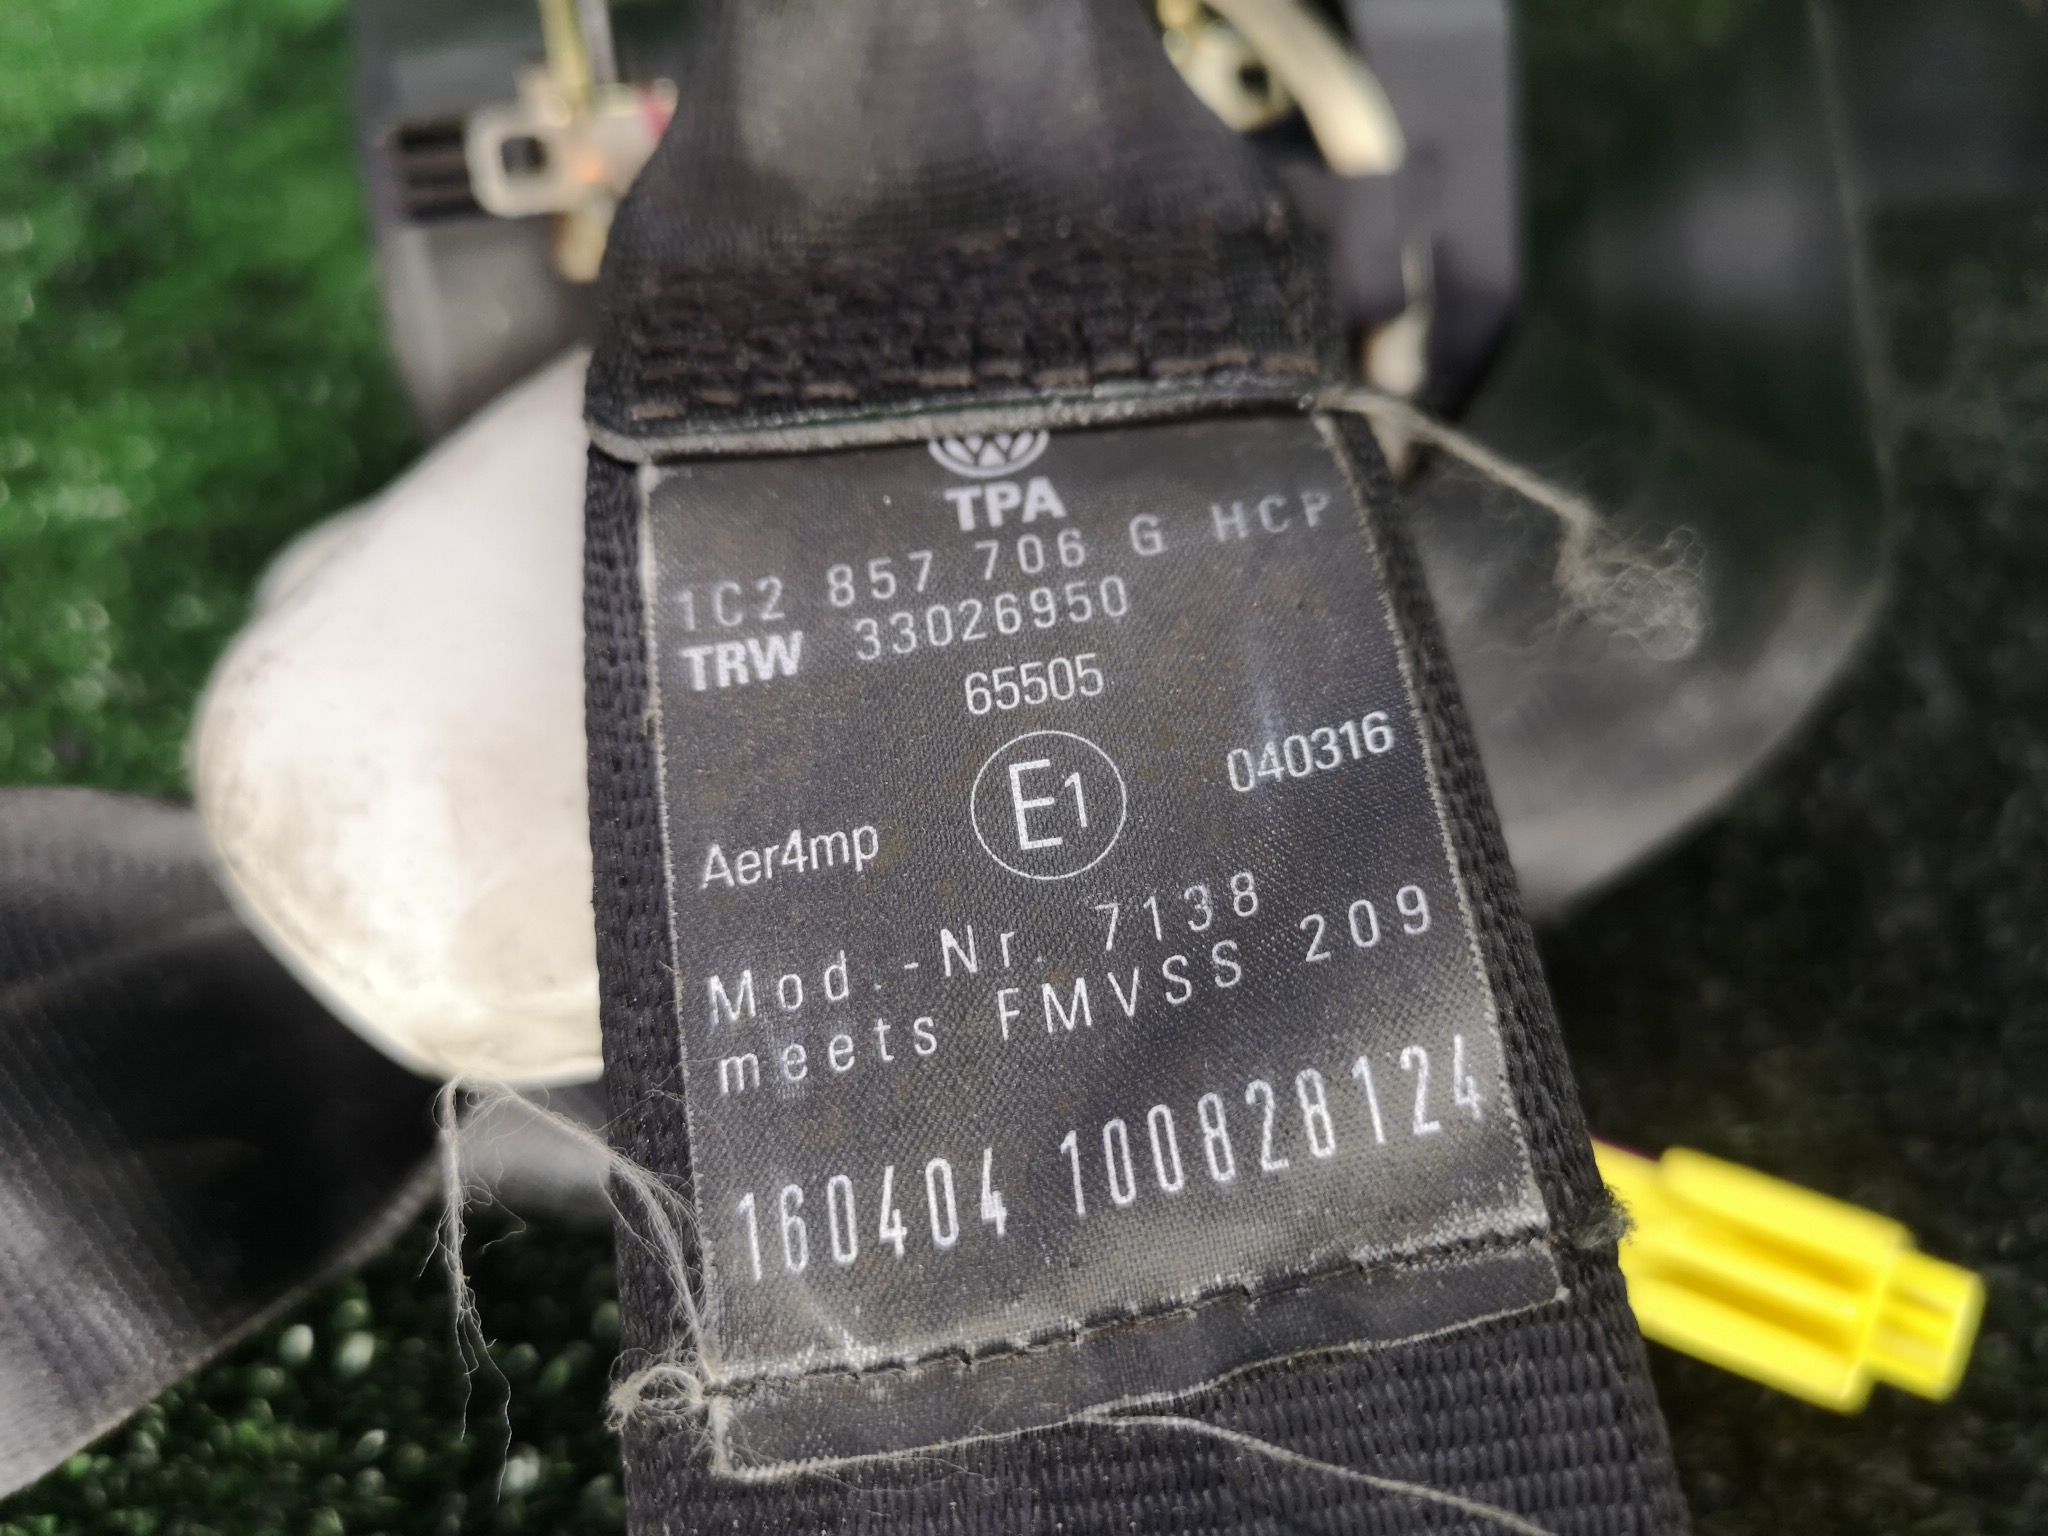 TPA
1C2 857 706 G HCP
TRW 33026950
65505
Aer4mp E1 040316
Mod.-Nr. 7138
meets FMVSS 209
160404 100828124